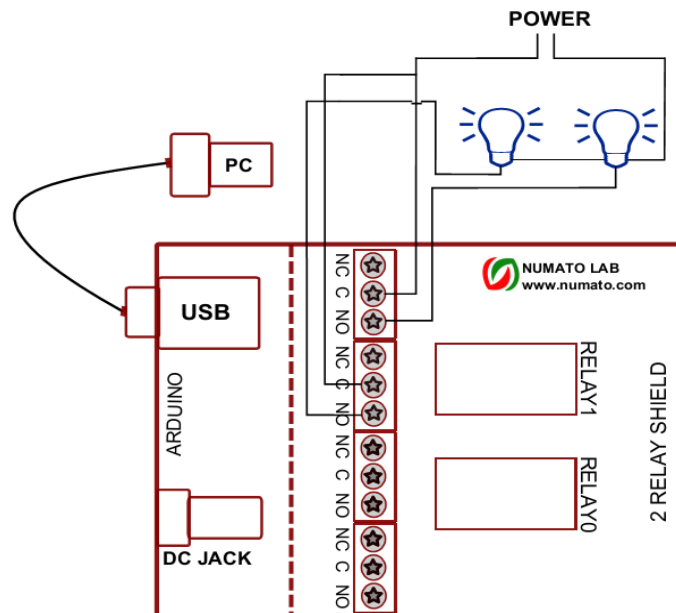 POWER
PC
NUMATO LAB
www.numato.com
USB
ARDUINO
DC JACK
NC
C
NO
NC
C
NO
NC
C
NO
NC
C
NO
RELAY1
RELAY0
2 RELAY SHIELD